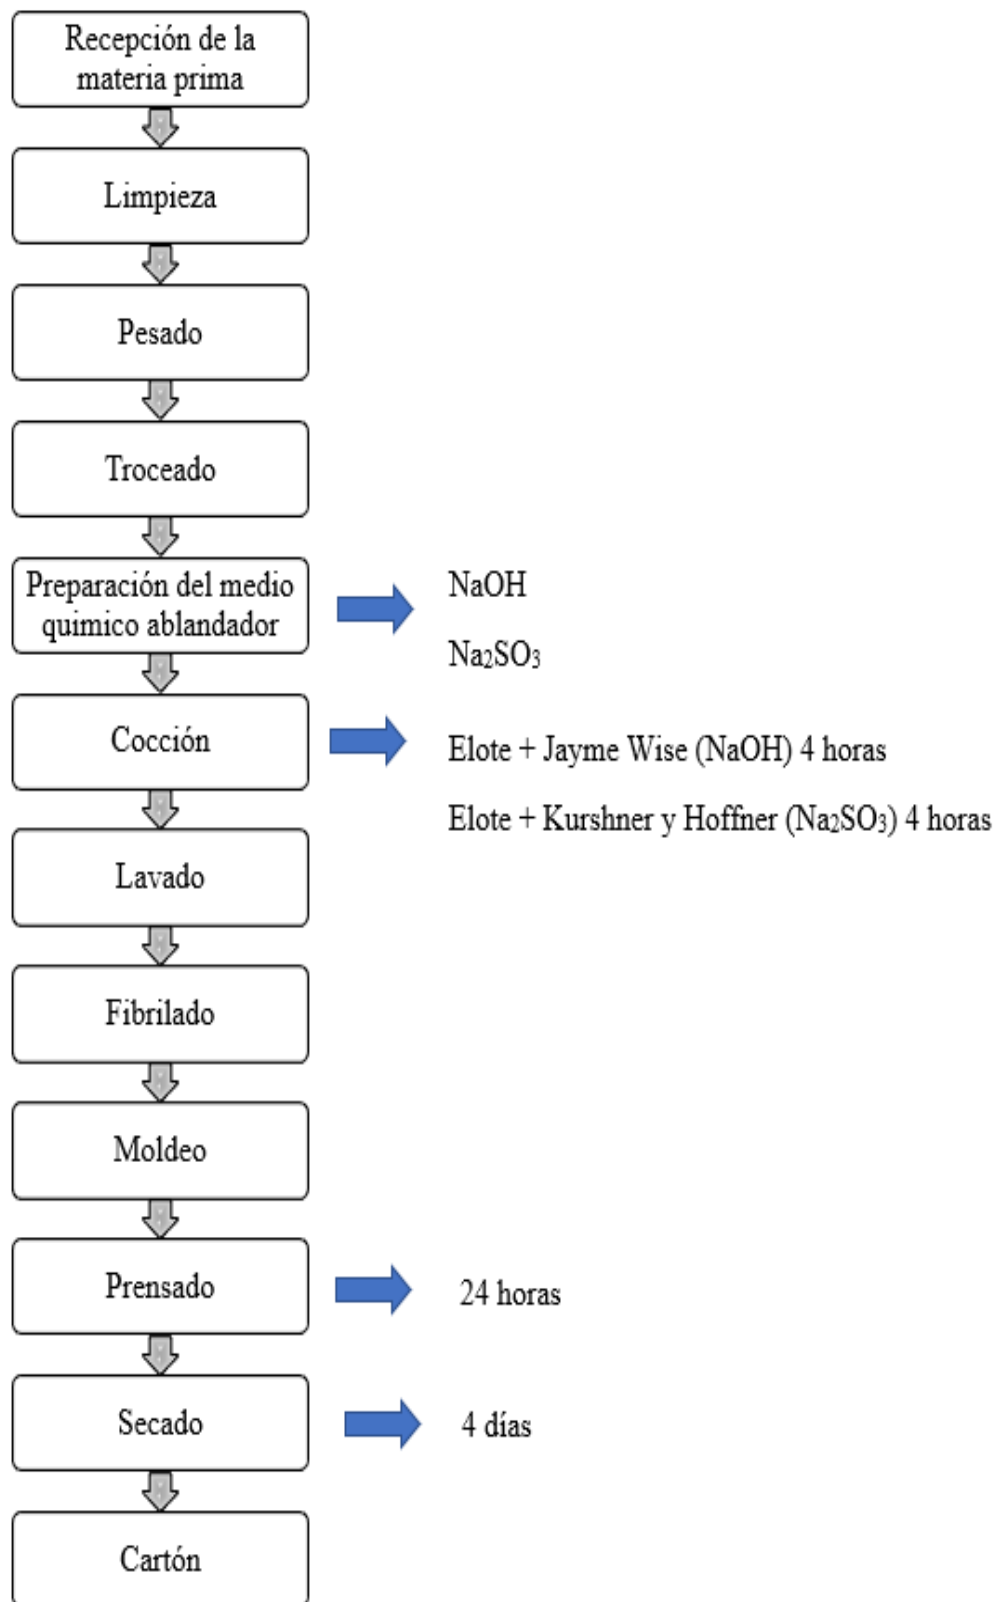 Recepción de la
materia prima
Limpieza
Pesado
Troceado
Preparación del medio
quimico ablandador
NaOH
Na₂SO₃
Cocción
Elote + Jayme Wise (NaOH) 4 horas
Elote + Kurshner y Hoffner (Na₂SO₃) 4 horas
Lavado
Fibrilado
Moldeo
Prensado
24 horas
Secado
4 días
Cartón